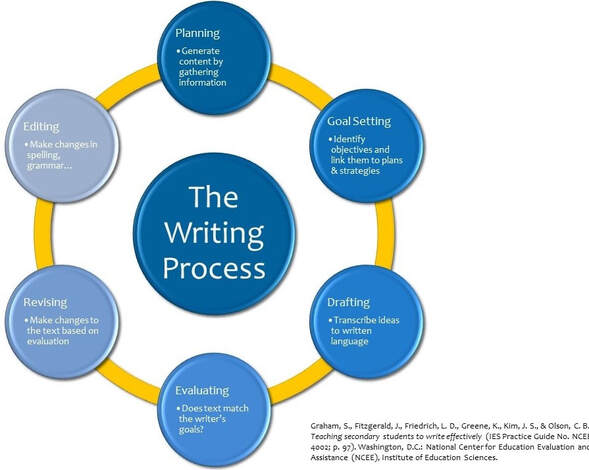 Planning
• Generate
content by
gathering
information
Goal Setting
• Identify
objectives and
link them to plans
& strategies
Drafting
• Transcribe ideas
to written
language
Evaluating
• Does text match
the writer's
goals?
Revising
• Make changes to
the text based on
evaluation
Editing
• Make changes in
spelling,
grammar...
The
Writing
Process
Graham, S., Fitzgerald, J., Friedrich, L. D., Greene, K., Kim, J. S., & Olson, C. B.
Teaching secondary students to write effectively (IES Practice Guide No. NCEE
4002; p. 97). Washington, D.C.: National Center for Education Evaluation and
Assistance (NCEE), Institute of Education Sciences.